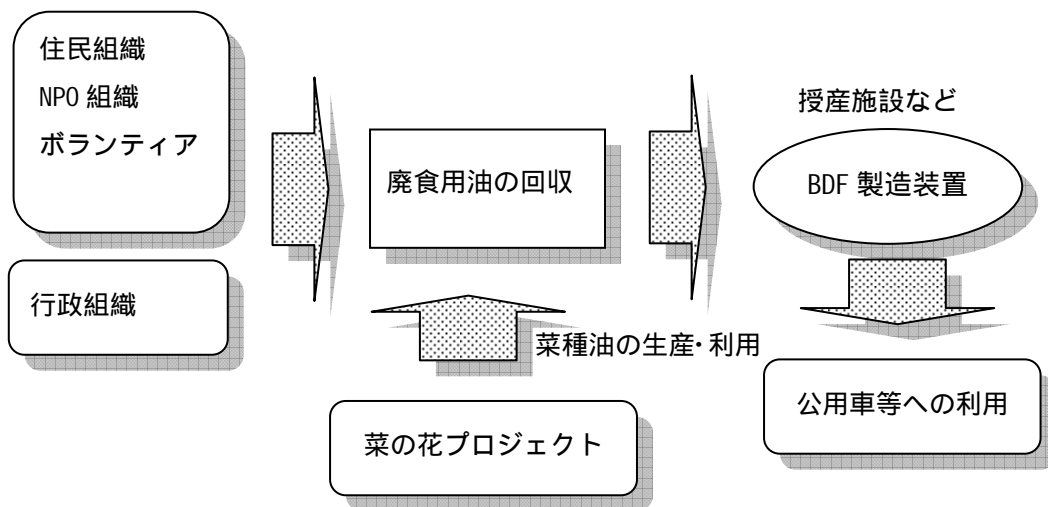 住民組織
NPO 組織
ボランティア
行政組織
廃食用油の回収
授産施設など
BDF 製造装置
菜種油の生産・利用
菜の花プロジェクト
公用車等への利用